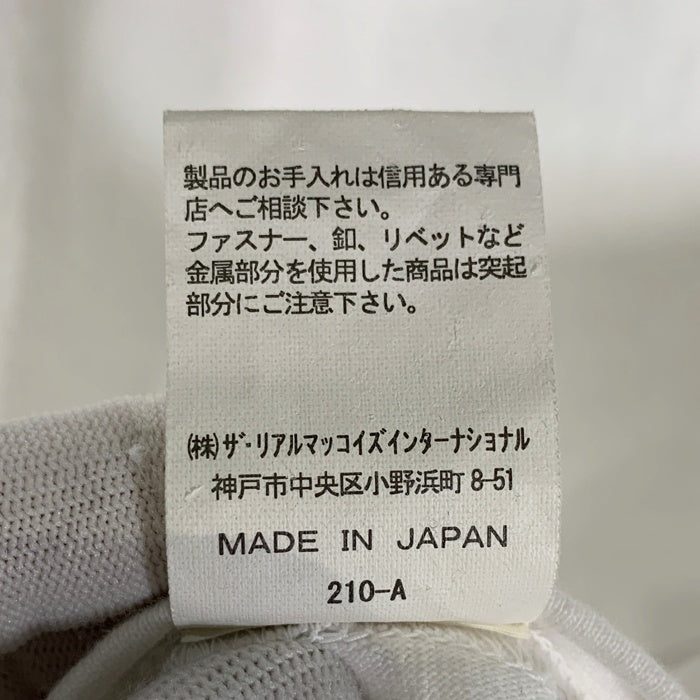 製品のお手入れは信用ある専門
店へご相談下さい。
ファスナー、釦、リベットなど
金属部分を使用した商品は突起
部分にご注意下さい。
㈱ザ・リアルマッコイズインターナショナル
神戸市中央区小野浜町 8-51
MADE IN JAPAN
210-A